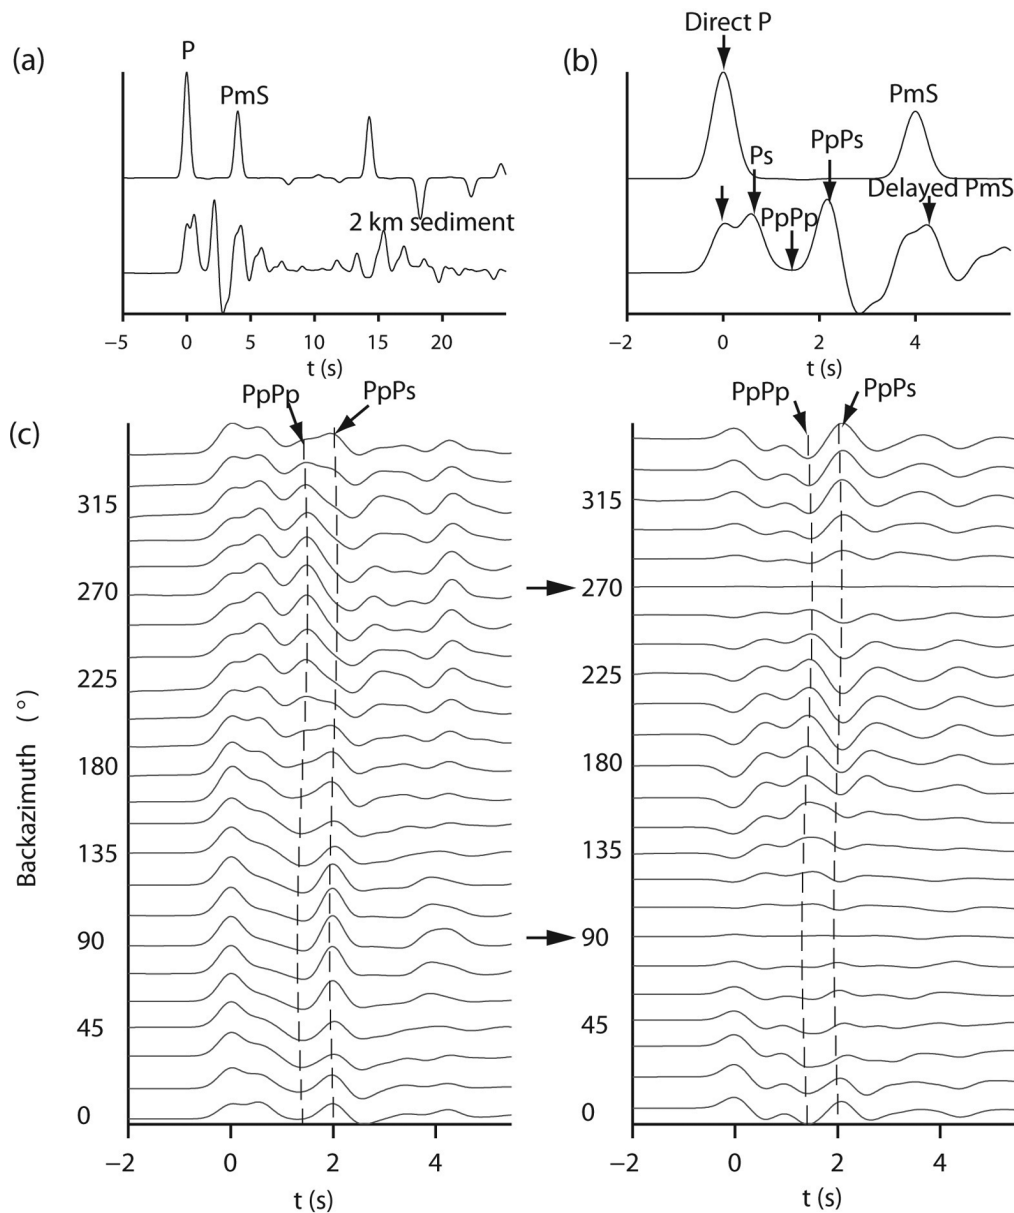 (a)
P
PmS
2 km sediment
−5 0 5 10 15 20
t (s)
(b)
Direct P
PmS
Ps
PpPs
PpPp
Delayed PmS
−2 0 2 4
t (s)
(c)
PpPp
PpPs
Backazimuth (°)
315
270
225
180
135
90
45
0
−2 0 2 4
t (s)
PpPp
PpPs
315
270
225
180
135
90
45
0
−2 0 2 4
t (s)